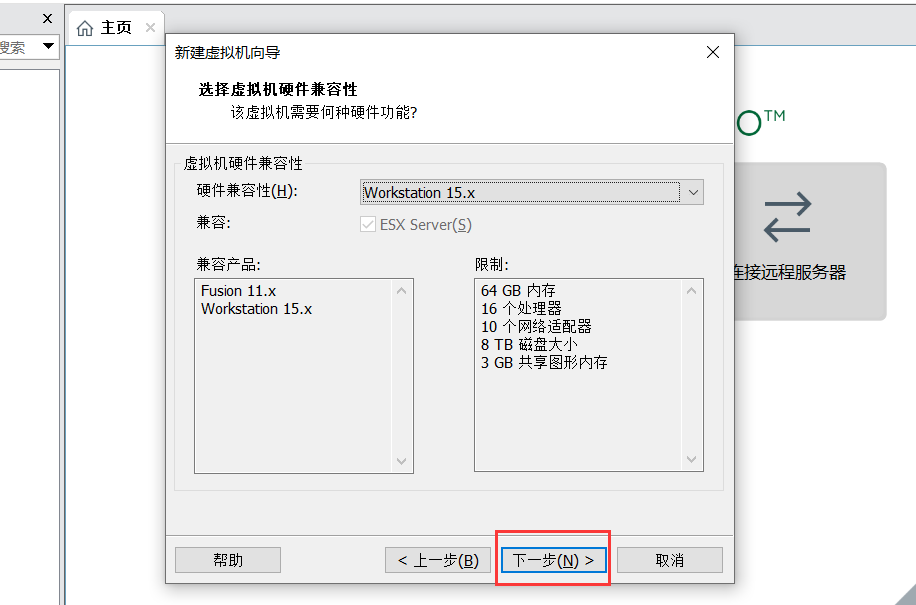 搜索
主页
新建虚拟机向导
选择虚拟机硬件兼容性
该虚拟机需要何种硬件功能?
虚拟机硬件兼容性
硬件兼容性(H):
Workstation 15.x
兼容:
ESX Server(S)
兼容产品:
Fusion 11.x
Workstation 15.x
限制:
64 GB 内存
16 个处理器
10 个网络适配器
8 TB 磁盘大小
3 GB 共享图形内存
O™
连接远程服务器
帮助
< 上一步(B)
下一步(N) >
取消